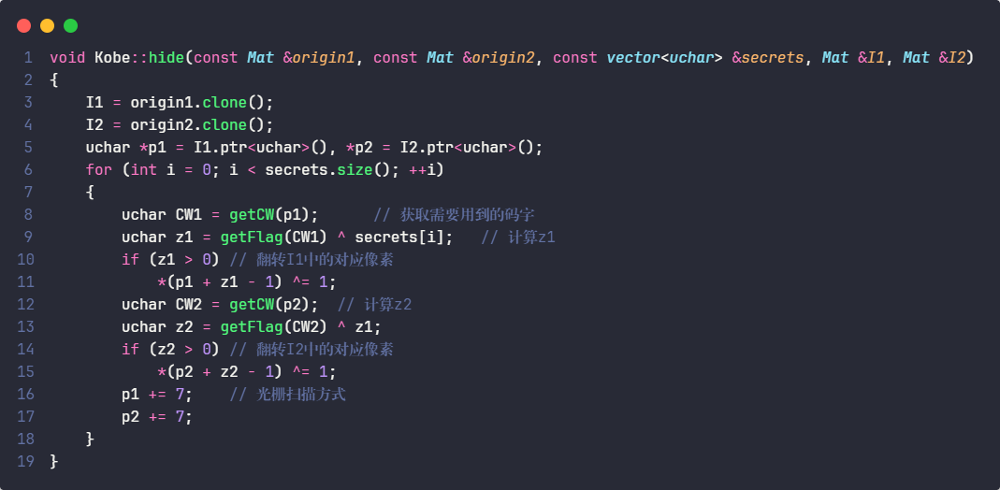 1 void Kobe::hide(const Mat &origin1, const Mat &origin2, const vector<uchar> &secrets, Mat &I1, Mat &I2)
2 {
3     I1 = origin1.clone();
4     I2 = origin2.clone();
5     uchar *p1 = I1.ptr<uchar>(), *p2 = I2.ptr<uchar>();
6     for (int i = 0; i < secrets.size(); ++i)
7     {
8         uchar CW1 = getCW(p1);      // 获取需要用到的码字
9         uchar z1 = getFlag(CW1) ^ secrets[i];   // 计算z1
10         if (z1 > 0) // 翻转I1中的对应像素
11             *(p1 + z1 - 1) ^= 1;
12         uchar CW2 = getCW(p2);  // 计算z2
13         uchar z2 = getFlag(CW2) ^ z1;
14         if (z2 > 0) // 翻转I2中的对应像素
15             *(p2 + z2 - 1) ^= 1;
16         p1 += 7;    // 光栅扫描方式
17         p2 += 7;
18     }
19 }